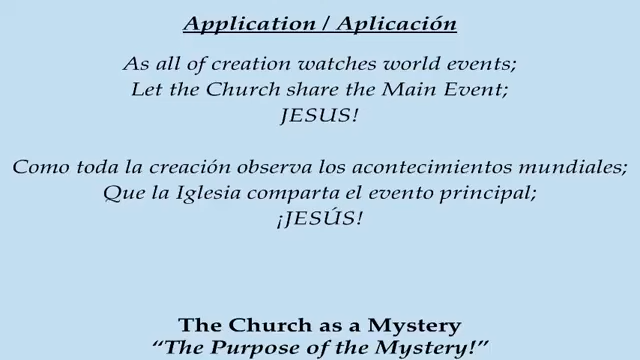 Application / Aplicación
As all of creation watches world events;
Let the Church share the Main Event;
JESUS!
Como toda la creación observa los acontecimientos mundiales;
Que la Iglesia comparta el evento principal;
¡JESÚS!
The Church as a Mystery
“The Purpose of the Mystery!”